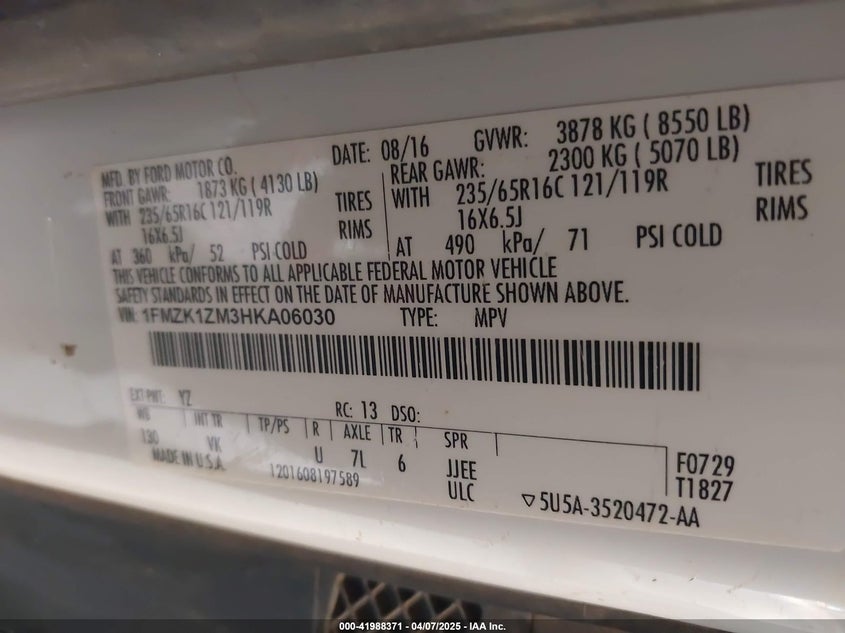 MFD. BY FORD MOTOR CO.
DATE: 08/16
GVWR: 3878 KG ( 8550 LB)
FRONT GAWR: 1873 KG ( 4130 LB)
REAR GAWR: 2300 KG ( 5070 LB)
WITH 235/65R16C 121/119R TIRES
WITH 235/65R16C 121/119R TIRES
16X6.5J RIMS
16X6.5J RIMS
AT 360 kPa/ 52 PSI COLD
AT 490 kPa/ 71 PSI COLD
THIS VEHICLE CONFORMS TO ALL APPLICABLE FEDERAL MOTOR VEHICLE
SAFETY STANDARDS IN EFFECT ON THE DATE OF MANUFACTURE SHOWN ABOVE.
VIN: 1FMZK1ZM3HKA06030 TYPE: MPV
EXT PNT: YZ RC: 13 DSO:
WB INT TR TP/PS R AXLE TR SPR
130 VK U 7L 6 JJEE
ULC
MADE IN U.S.A. 1201608197589
F0729
T1827
▽5U5A-3520472-AA
000-41988371 - 04/07/2025 - IAA Inc.